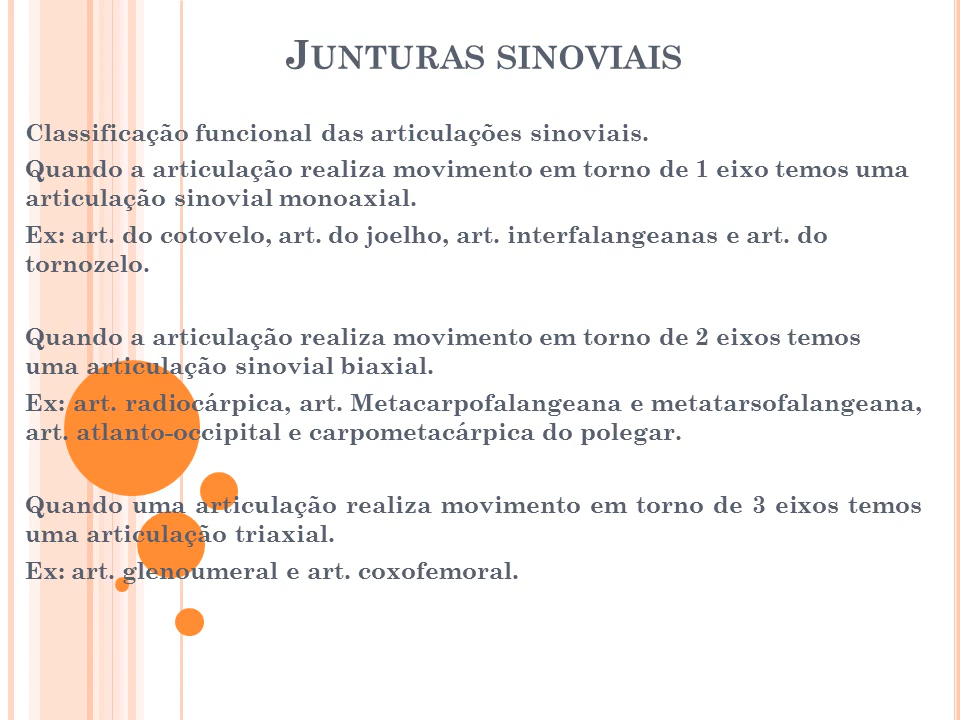 JUNTURAS SINOVIAIS
Classificação funcional das articulações sinoviais.
Quando a articulação realiza movimento em torno de 1 eixo temos uma
articulação sinovial monoaxial.
Ex: art. do cotovelo, art. do joelho, art. interfalangeanas e art. do
tornozelo.
Quando a articulação realiza movimento em torno de 2 eixos temos
uma articulação sinovial biaxial.
Ex: art. radiocárpica, art. Metacarpofalangeana e metatarsofalangeana,
art. atlanto-occipital e carpometacárpica do polegar.
Quando uma articulação realiza movimento em torno de 3 eixos temos
uma articulação triaxial.
Ex: art. glenoumeral e art. coxofemoral.